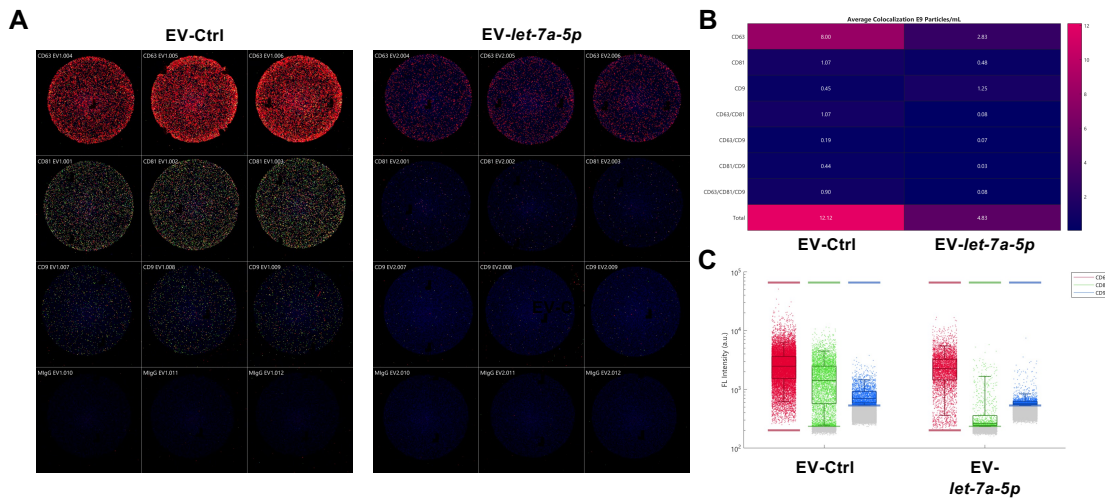 A
EV-Ctrl
EV-let-7a-5p
CD63 EV1.004
CD63 EV1.005
CD63 EV1.006
CD63 EV2.004
CD63 EV2.005
CD63 EV2.006
CD81 EV1.001
CD81 EV1.002
CD81 EV1.003
CD81 EV2.001
CD81 EV2.002
CD81 EV2.003
CD9 EV1.007
CD9 EV1.008
CD9 EV1.009
CD9 EV2.007
CD9 EV2.008
CD9 EV2.009
MIgG EV1.010
MIgG EV1.011
MIgG EV1.012
MIgG EV2.010
MIgG EV2.011
MIgG EV2.012
B
Average Colocalization E9 Particles/mL
CD63 8.00 2.83
CD81 1.07 0.48
CD9 0.45 1.25
CD63/CD81 1.07 0.08
CD63/CD9 0.19 0.07
CD81/CD9 0.44 0.03
CD63/CD81/CD9 0.90 0.08
Total 12.12 4.83
12
10
8
6
4
2
EV-Ctrl
EV-let-7a-5p
C
FL Intensity (a.u.)
10^5
10^4
10^3
10^2
CD6
CD8
CD9
EV-Ctrl
EV-
let-7a-5p